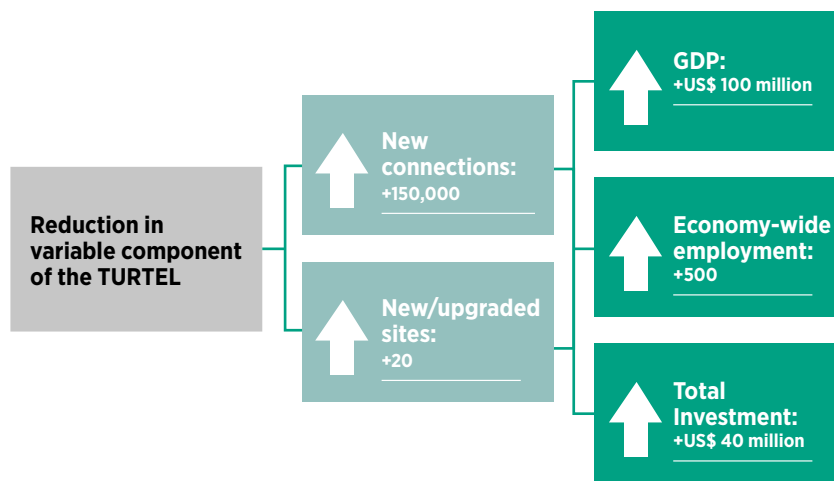 Reduction in
variable component
of the TURTEL
New
connections:
+150,000
New/upgraded
sites:
+20
GDP:
+US$ 100 million
Economy-wide
employment:
+500
Total
Investment:
+US$ 40 million